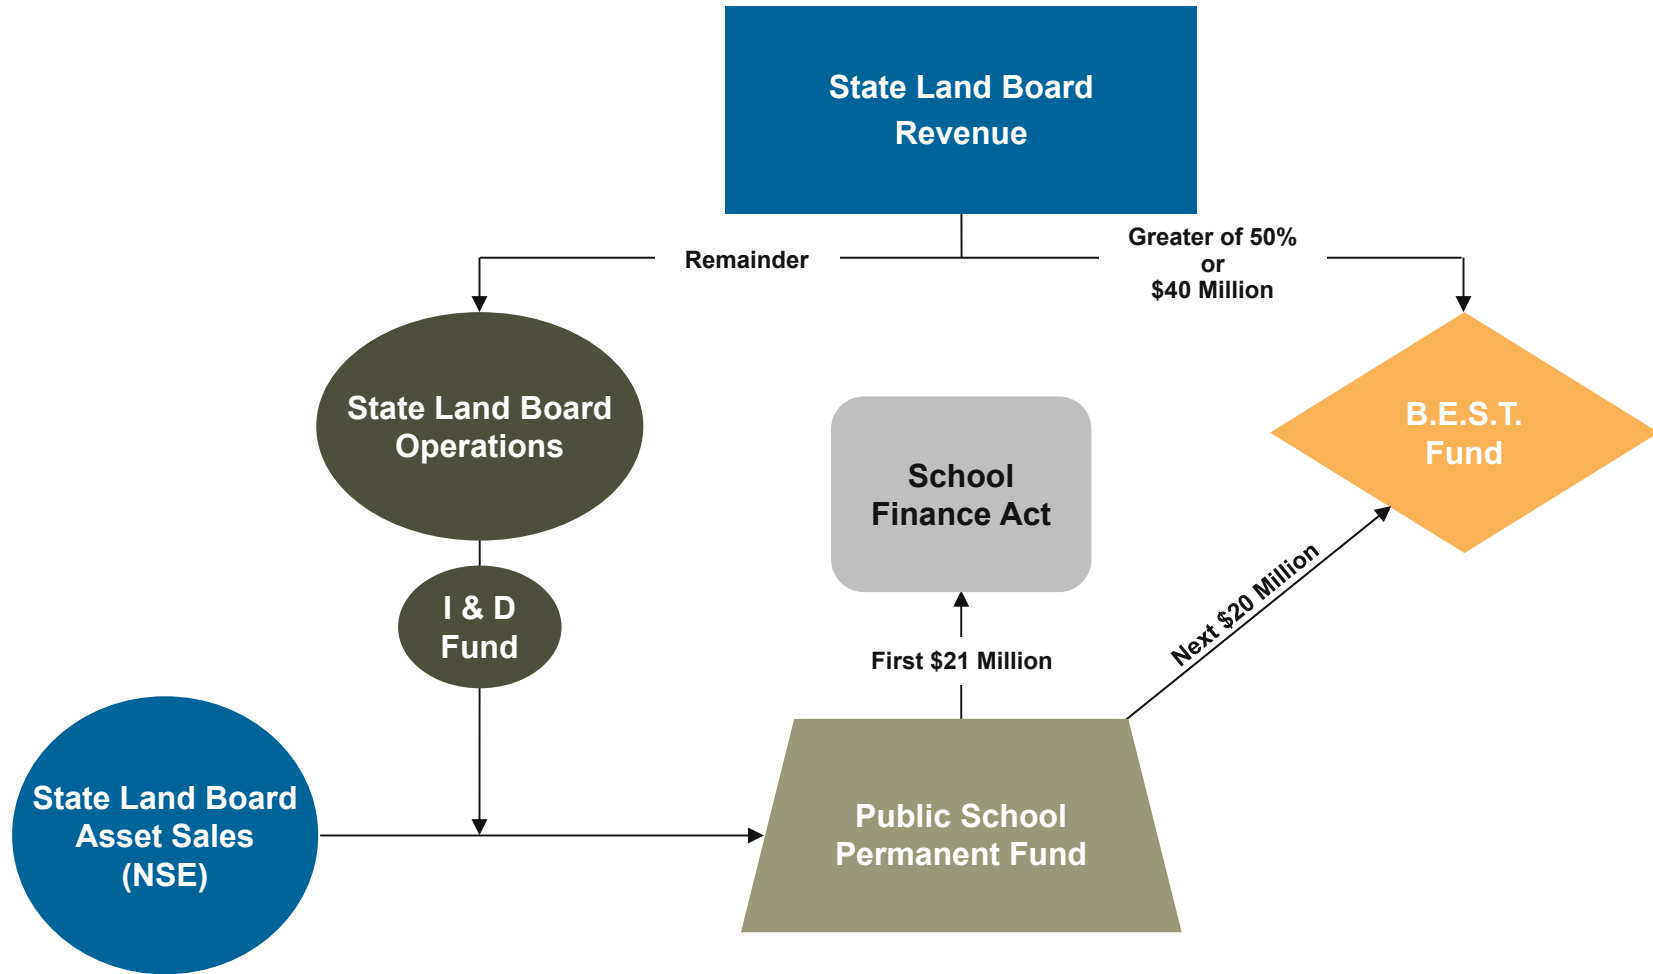 State Land Board
Revenue
Remainder
Greater of 50%
or
$40 Million
State Land Board
Operations
B.E.S.T.
Fund
School
Finance Act
I & D
Fund
First $21 Million
Next $20 Million
State Land Board
Asset Sales
(NSE)
Public School
Permanent Fund